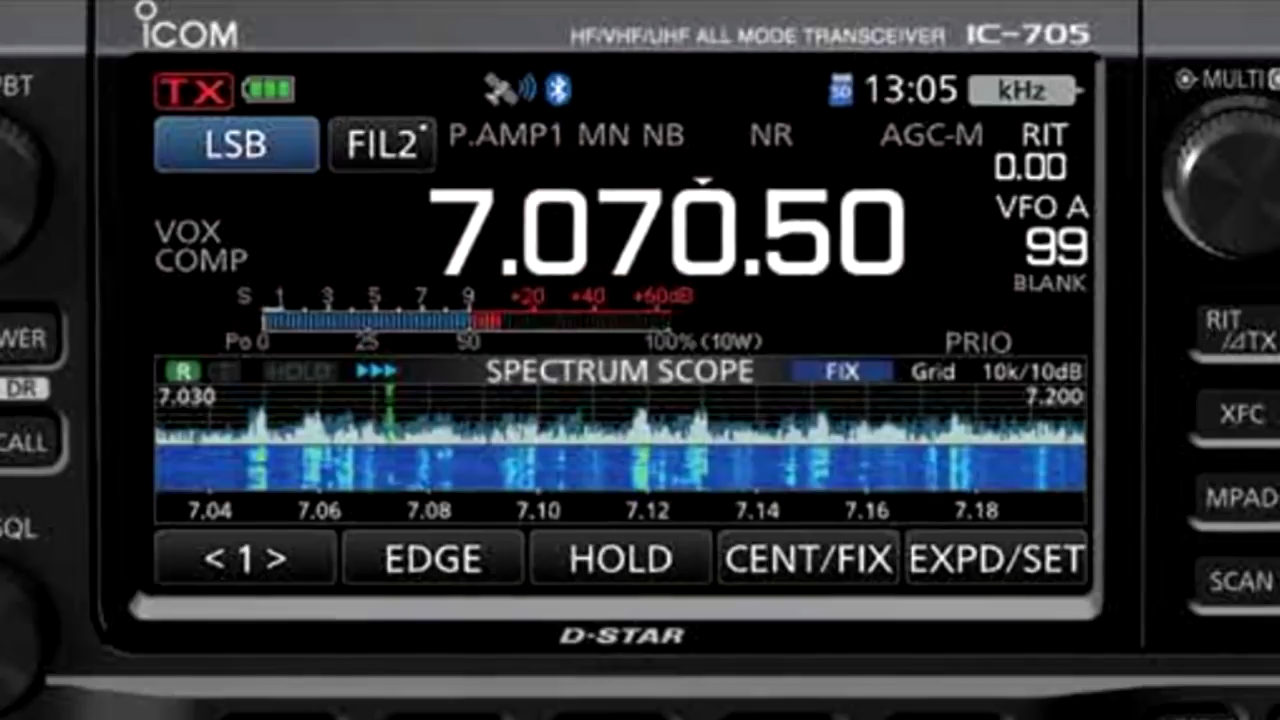 iCOM
HF/VHF/UHF ALL MODE TRANSCEIVER IC-705
TX 13:05 kHz
LSB FIL2 P.AMP1 MN NB NR AGC-M RIT
0.00
7.070.50
VFO A
VOX
COMP
99
BLANK
S 1 3 5 7 9 +20 +40 +60dB
Po 0 25 50 100% (10W) PRIO
R T HOLD SPECTRUM SCOPE FIX Grid 10k/10dB
7.030 7.200
7.04 7.06 7.08 7.10 7.12 7.14 7.16 7.18
< 1 > EDGE HOLD CENT/FIX EXPD/SET
D-STAR
PBT
WER
DR
CALL
SQL
MULTI
RIT
/⊿TX
XFC
MPAD
SCAN